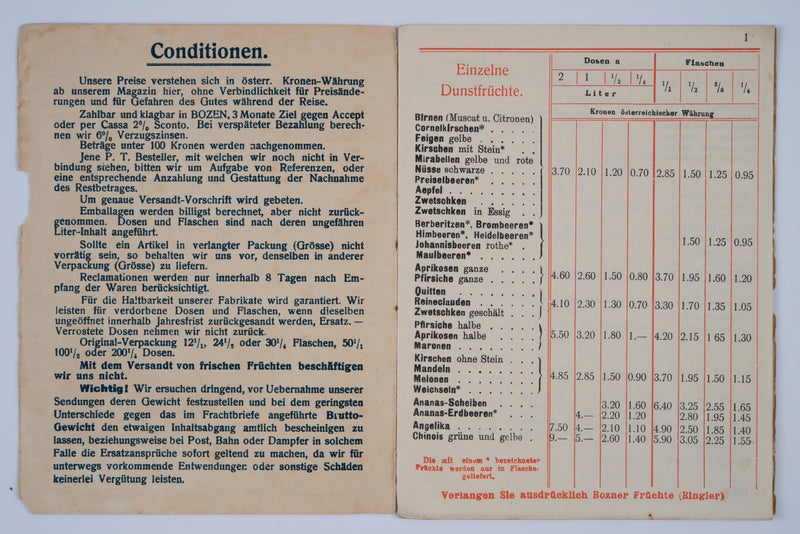 Conditionen.
Unsere Preise verstehen sich in österr. Kronen-Währung
ab unserem Magazin hier, ohne Verbindlichkeit für Preisände-
rungen und für Gefahren des Gutes während der Reise.
Zahlbar und klagbar in BOZEN, 3 Monate Ziel gegen Accept
oder per Cassa 2% Sconto. Bei verspäteter Bezahlung berech-
nen wir 6% Verzugszinsen.
Beträge unter 100 Kronen werden nachgenommen.
Jene P. T. Besteller, mit welchen wir noch nicht in Ver-
bindung stehen, bitten wir um Aufgabe von Referenzen, oder
eine entsprechende Anzahlung und Gestattung der Nachnahme
des Restbetrages.
Um genaue Versandt-Vorschrift wird gebeten.
Emballagen werden billigst berechnet, aber nicht zurück-
genommen. Dosen und Flaschen sind nach deren ungefähren
Liter-Inhalt angeführt.
Sollte ein Artikel in verlangter Packung (Grösse) nicht
vorrätig sein, so behalten wir uns vor, denselben in anderer
Verpackung (Grösse) zu liefern.
Reclamationen werden nur innerhalb 8 Tagen nach Em-
pfang der Waren berücksichtigt.
Für die Haltbarkeit unserer Fabrikate wird garantiert. Wir
leisten für verdorbene Dosen und Flaschen, wenn dieselben
ungeöffnet innerhalb Jahresfrist zurückgesandt werden, Ersatz. —
Verrostete Dosen nehmen wir nicht zurück.
Original-Verpackung 12¹/₁, 24¹/₂ oder 30¹/₄ Flaschen, 50¹/₁
100¹/₂ oder 200¹/₄ Dosen.
Mit dem Versandt von frischen Früchten beschäftigen
wir uns nicht.
Wichtig! Wir ersuchen dringend, vor Uebernahme unserer
Sendungen deren Gewicht festzustellen und bei dem geringsten
Unterschiede gegen das im Frachtbriefe angeführte Brutto-
Gewicht den etwaigen Inhaltsabgang amtlich bescheinigen zu
lassen, beziehungsweise bei Post, Bahn oder Dampfer in solchem
Falle die Ersatzansprüche sofort geltend zu machen, da wir für
unterwegs vorkommende Entwendungen oder sonstige Schäden
keinerlei Vergütung leisten.
1
Einzelne
Dunstfrüchte.
Dosen a Flaschen
2 1 ¹/₂ ¹/₄ ¹/₁ ¹/₂ ³/₈ ¹/₄
Liter
Kronen österreichischer Währung
Birnen (Muscat u. Citronen)
Cornelkirschen*
Feigen gelbe
Kirschen mit Stein*
Mirabellen gelbe und rote
Nüsse schwarze 3.70 2.10 1.20 0.70 2.85 1.50 1.25 0.95
Preiselbeeren*
Aepfel
Zwetschken
Zwetschken in Essig
Berberitzen*, Brombeeren*
Himbeeren*, Heidelbeeren*
Johannisbeeren rothe* 1.50 1.25 0.95
Maulbeeren*
Aprikosen ganze
Pfirsiche ganze 4.60 2.60 1.50 0.80 3.70 1.95 1.60 1.20
Quitten
Reineclauden 4.10 2.30 1.30 0.70 3.30 1.70 1.35 1.05
Zwetschken geschält
Pfirsiche halbe
Aprikosen halbe 5.50 3.20 1.80 1.— 4.20 2.15 1 65 1.30
Maronen
Kirschen ohne Stein
Mandeln
Melonen 4.85 2.85 1.50 0.90 3.70 1.95 1.50 1.15
Weichseln*
Ananas-Scheiben 3.20 1.60 6.40 3.25 2.55 1.65
Ananas-Erdbeeren* 4.— 2.20 1.20 2.80 1.95 1.45
Angelika 7.50 4.— 2.10 1.10 4.90 2.50 1.85 1.40
Chinois grüne und gelbe 9.— 5.— 2.60 1.40 5.90 3.05 2.25 1.55
Die mit einem * bezeichneten
Früchte werden nur in Flaschen
geliefert.
Verlangen Sie ausdrücklich Bozner Früchte (Ringler)